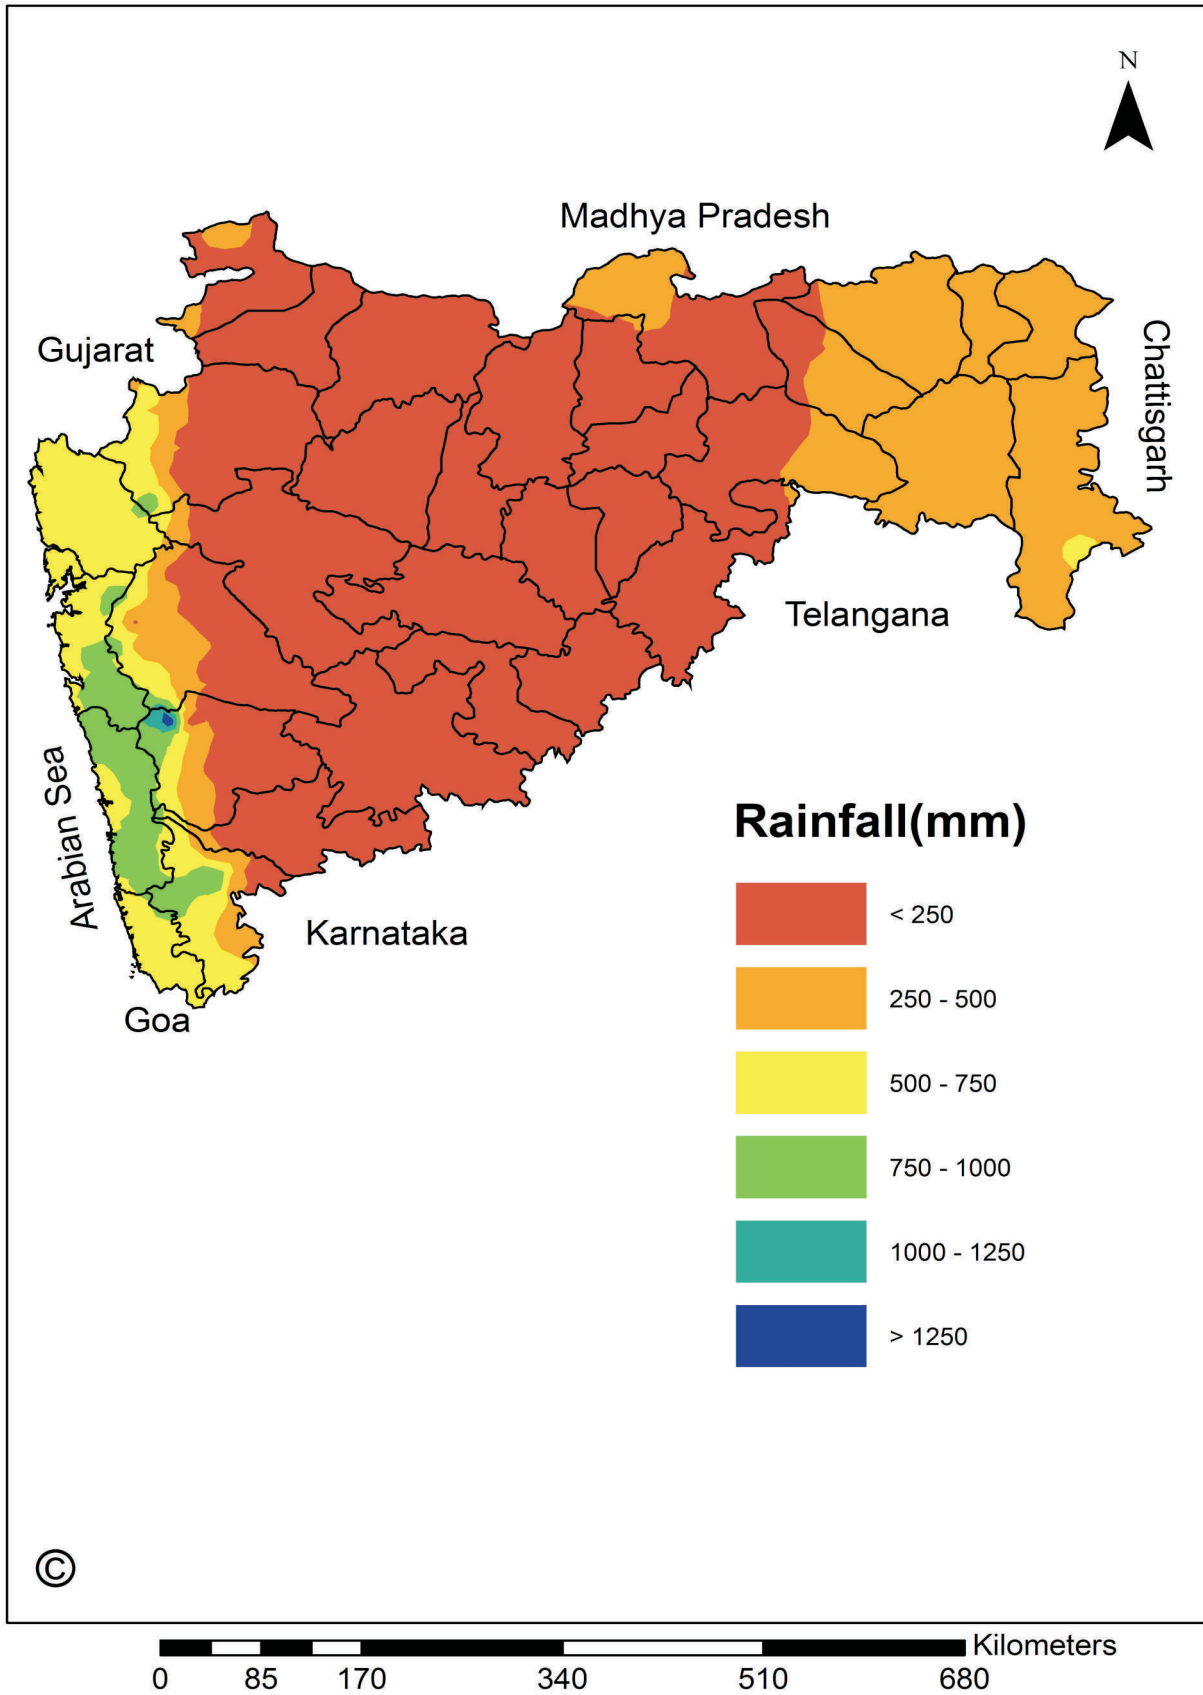 N
Madhya Pradesh
Gujarat
Chattisgarh
Telangana
Arabian Sea
Karnataka
Goa
Rainfall(mm)
< 250
250 - 500
500 - 750
750 - 1000
1000 - 1250
> 1250
©
Kilometers
0 85 170 340 510 680